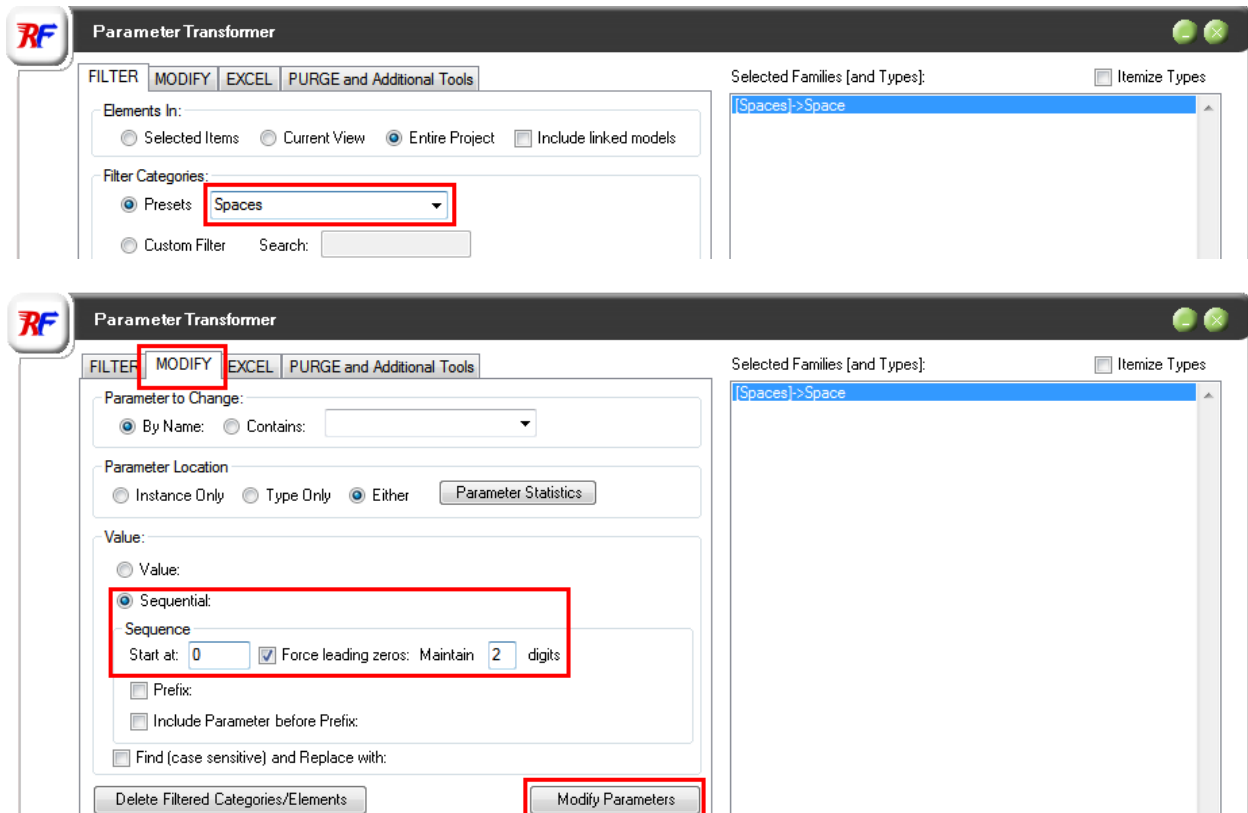 RF Parameter Transformer
FILTER MODIFY EXCEL PURGE and Additional Tools
Selected Families [and Types]: Itemize Types
[Spaces]->Space
Elements In:
Selected Items Current View Entire Project Include linked models
Filter Categories:
Presets Spaces
Custom Filter Search:
RF Parameter Transformer
FILTER MODIFY EXCEL PURGE and Additional Tools
Selected Families [and Types]: Itemize Types
[Spaces]->Space
Parameter to Change:
By Name: Contains:
Parameter Location
Instance Only Type Only Either Parameter Statistics
Value:
Value:
Sequential:
Sequence
Start at: 0 Force leading zeros: Maintain 2 digits
Prefix:
Include Parameter before Prefix:
Find (case sensitive) and Replace with:
Delete Filtered Categories/Elements Modify Parameters